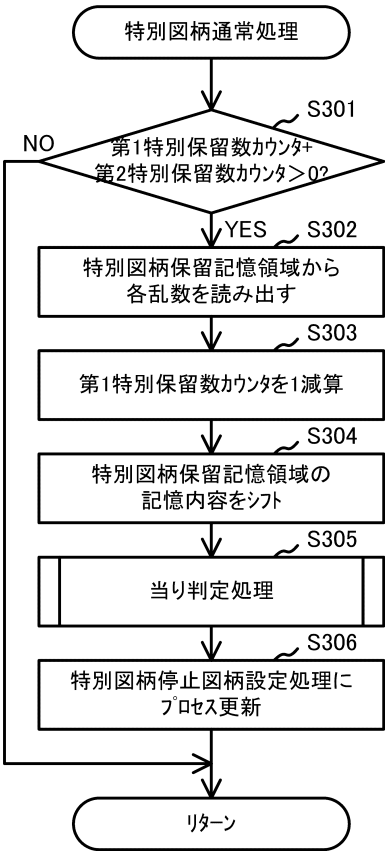 特別図柄通常処理
S301
NO
第1特別保留数カウンタ+
第2特別保留数カウンタ>0?
YES
S302
特別図柄保留記憶領域から
各乱数を読み出す
S303
第1特別保留数カウンタを1減算
S304
特別図柄保留記憶領域の
記憶内容をシフト
S305
当り判定処理
S306
特別図柄停止図柄設定処理に
プロセス更新
リターン